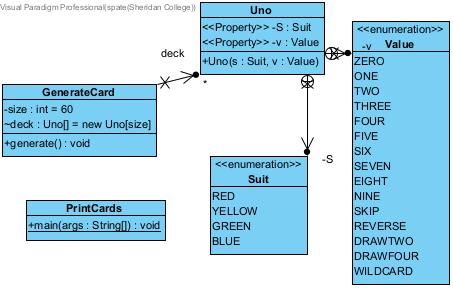 Visual Paradigm Professional(spate(Sheridan College))
Uno
<<Property>> -S : Suit
<<Property>> -v : Value
+Uno(s : Suit, v : Value)
deck
*
GenerateCard
-size : int = 60
~deck : Uno[] = new Uno[size]
+generate() : void
PrintCards
+main(args : String[]) : void
-S
<<enumeration>>
Suit
RED
YELLOW
GREEN
BLUE
-v
<<enumeration>>
Value
ZERO
ONE
TWO
THREE
FOUR
FIVE
SIX
SEVEN
EIGHT
NINE
SKIP
REVERSE
DRAWTWO
DRAWFOUR
WILDCARD